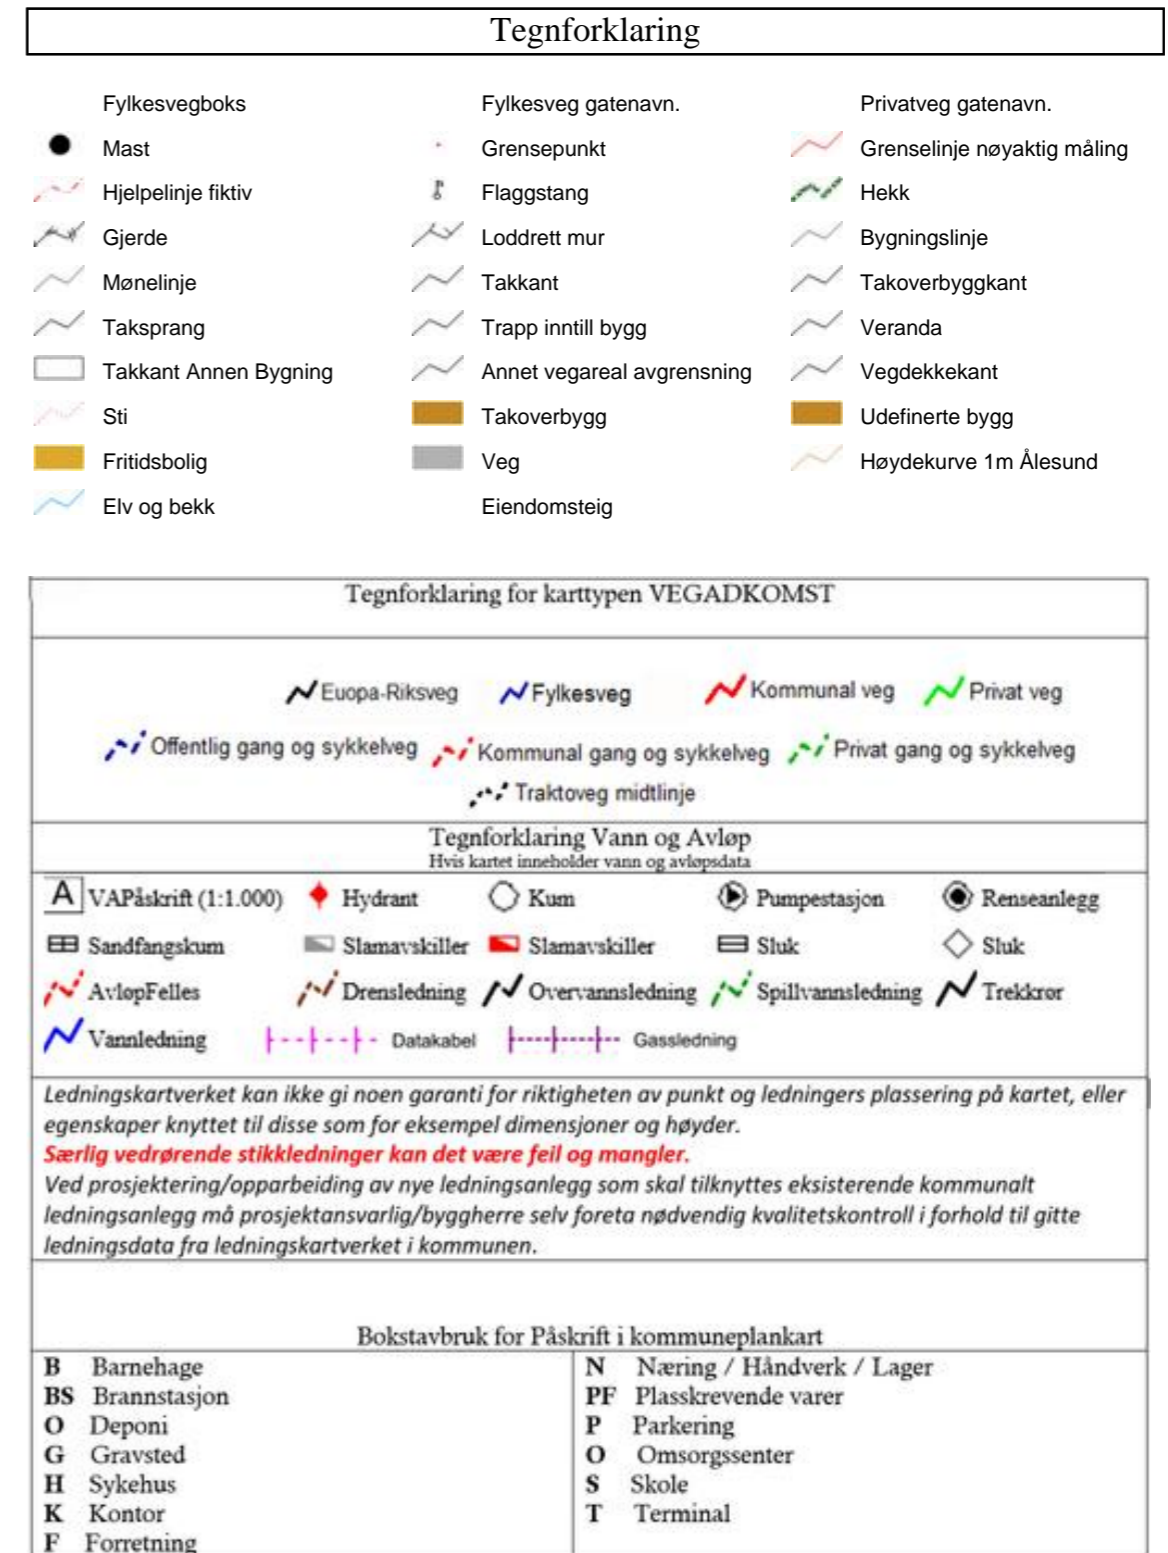 Tegnforklaring
Fylkesvegboks Fylkesveg gatenavn. Privatveg gatenavn.
Mast Grensepunkt Grenselinje nøyaktig måling
Hjelpelinje fiktiv Flaggstang Hekk
Gjerde Loddrett mur Bygningslinje
Mønelinje Takkant Takoverbyggkant
Taksprang Trapp inntill bygg Veranda
Takkant Annen Bygning Annet vegareal avgrensning Vegdekkekant
Sti Takoverbygg Udefinerte bygg
Fritidsbolig Veg Høydekurve 1m Ålesund
Elv og bekk Eiendomsteig
Tegnforklaring for karttypen VEGADKOMST
Euopa-Riksveg Fylkesveg Kommunal veg Privat veg
Offentlig gang og sykkelveg Kommunal gang og sykkelveg Privat gang og sykkelveg
Traktoveg midtlinje
Tegnforklaring Vann og Avløp
Hvis kartet inneholder vann og avløpsdata
A VAPåskrift (1:1.000) Hydrant Kum Pumpestasjon Renseanlegg
Sandfangskum Slamavskiller Slamavskiller Sluk Sluk
AvløpFelles Drensledning Overvannsledning Spillvannsledning Trekkrør
Vannledning Datakabel Gassledning
Ledningskartverket kan ikke gi noen garanti for riktigheten av punkt og ledningers plassering på kartet, eller
egenskaper knyttet til disse som for eksempel dimensjoner og høyder.
Særlig vedrørende stikkledninger kan det være feil og mangler.
Ved prosjektering/opparbeiding av nye ledningsanlegg som skal tilknyttes eksisterende kommunalt
ledningsanlegg må prosjektansvarlig/byggherre selv foreta nødvendig kvalitetskontroll i forhold til gitte
ledningsdata fra ledningskartverket i kommunen.
Bokstavbruk for Påskrift i kommuneplankart
B Barnehage
BS Brannstasjon
O Deponi
G Gravsted
H Sykehus
K Kontor
F Forretning
N Næring / Håndverk / Lager
PF Plasskrevende varer
P Parkering
O Omsorgssenter
S Skole
T Terminal